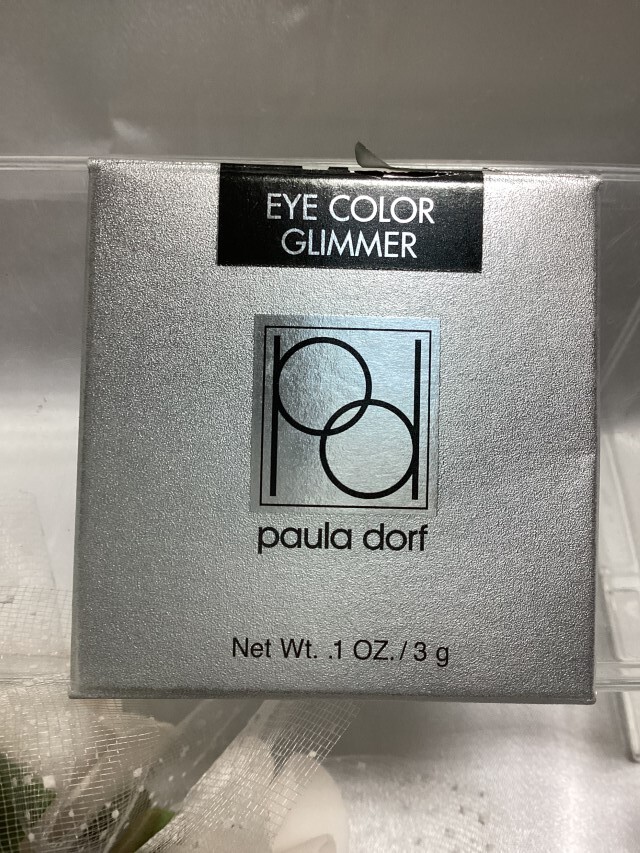 EYE COLOR
GLIMMER
pd
paula dorf
Net Wt. .1 OZ. / 3 g